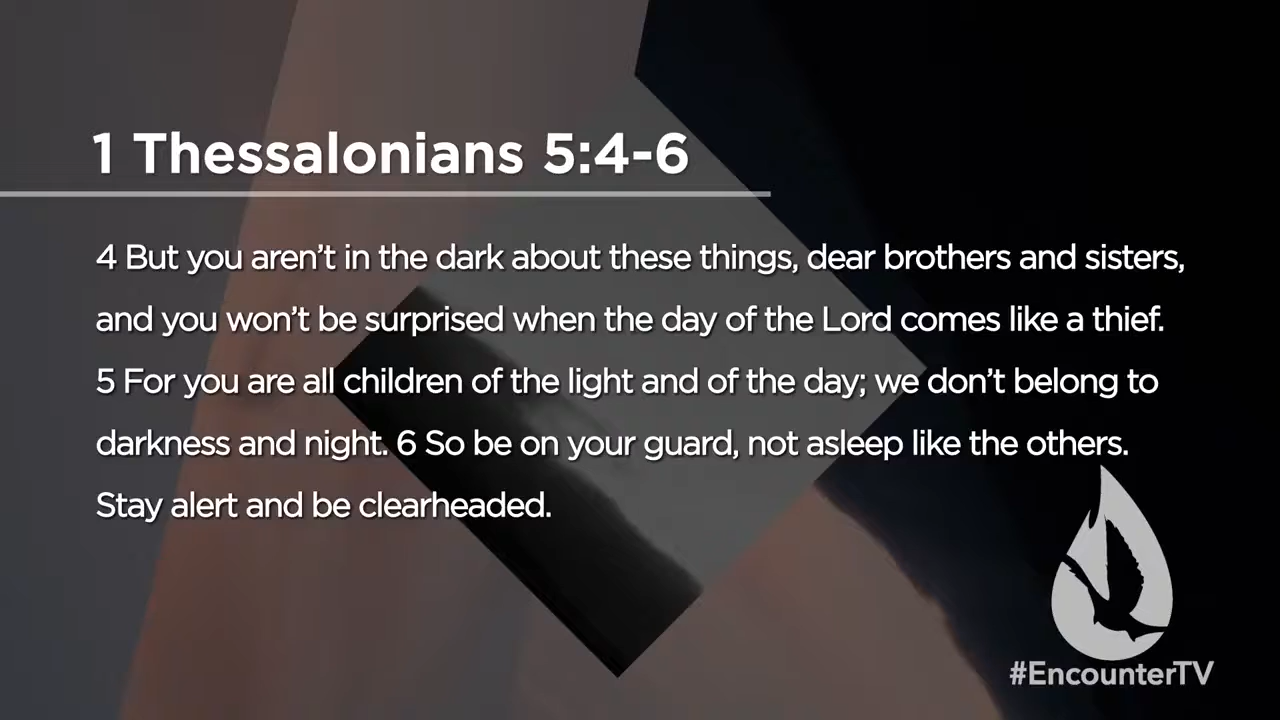 1 Thessalonians 5:4-6
4 But you aren’t in the dark about these things, dear brothers and sisters,
and you won’t be surprised when the day of the Lord comes like a thief.
5 For you are all children of the light and of the day; we don’t belong to
darkness and night. 6 So be on your guard, not asleep like the others.
Stay alert and be clearheaded.
#EncounterTV